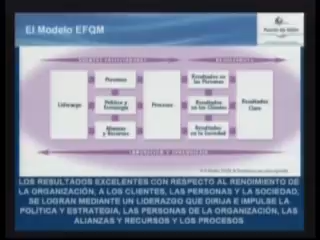 El Modelo EFQM
Personas
Resultados en
las Personas
Liderazgo
Política y
Estrategia
Procesos
Resultados en
los Clientes
Resultados
Clave
Alianzas
y Recursos
Resultados
en la Sociedad
LOS RESULTADOS EXCELENTES CON RESPECTO AL RENDIMIENTO DE
LA ORGANIZACIÓN, A LOS CLIENTES, LAS PERSONAS Y LA SOCIEDAD,
SE LOGRAN MEDIANTE UN LIDERAZGO QUE DIRIJA E IMPULSE LA
POLÍTICA Y ESTRATEGIA, LAS PERSONAS DE LA ORGANIZACIÓN, LAS
ALIANZAS Y RECURSOS Y LOS PROCESOS